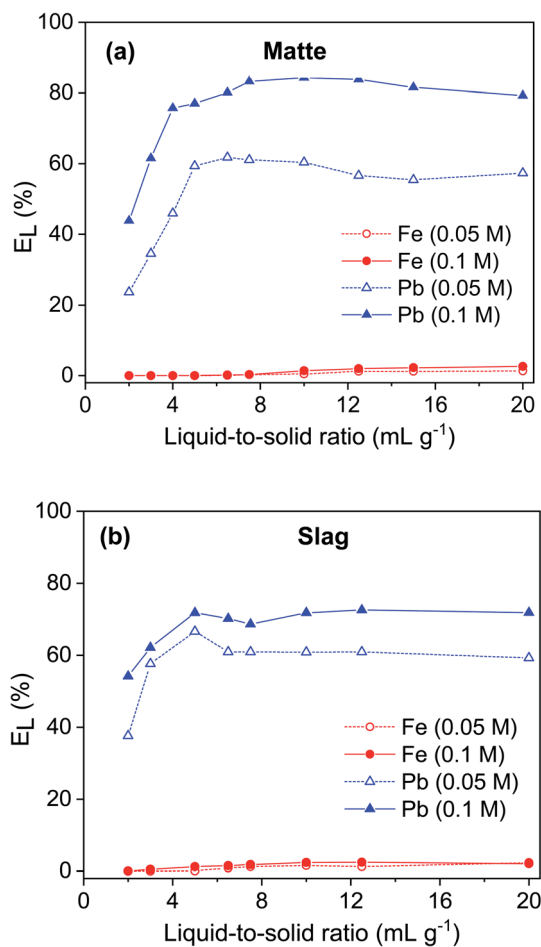 (a) Matte
100
80
60
40
20
0
E_L (%)
Fe (0.05 M)
Fe (0.1 M)
Pb (0.05 M)
Pb (0.1 M)
0 4 8 12 16 20
Liquid-to-solid ratio (mL g⁻¹)
(b) Slag
100
80
60
40
20
0
E_L (%)
Fe (0.05 M)
Fe (0.1 M)
Pb (0.05 M)
Pb (0.1 M)
0 4 8 12 16 20
Liquid-to-solid ratio (mL g⁻¹)